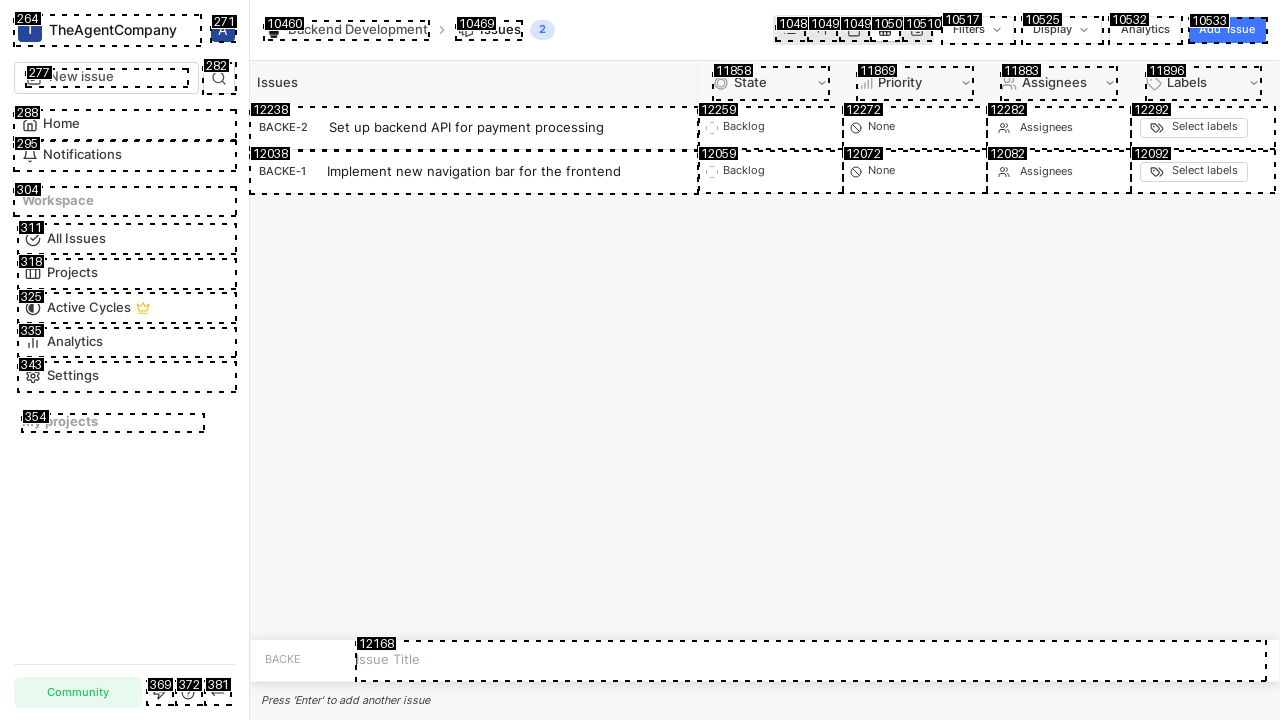 264
TheAgentCompany
271
277
New issue
282
288
Home
295
Notifications
304
Workspace
311
All Issues
318
Projects
325
Active Cycles
335
Analytics
343
Settings
354
My projects
Community
369
372
381
10460
Backend Development
10469
Issues
2
1048
1049
1049
1050
10510
10517
Filters
10525
Display
10532
Analytics
10533
Add Issue
Issues
11858
State
11869
Priority
11883
Assignees
11896
Labels
12238
BACKE-2 Set up backend API for payment processing
12259
Backlog
12272
None
12282
Assignees
12292
Select labels
12038
BACKE-1 Implement new navigation bar for the frontend
12059
Backlog
12072
None
12082
Assignees
12092
Select labels
12168
BACKE Issue Title
Press 'Enter' to add another issue